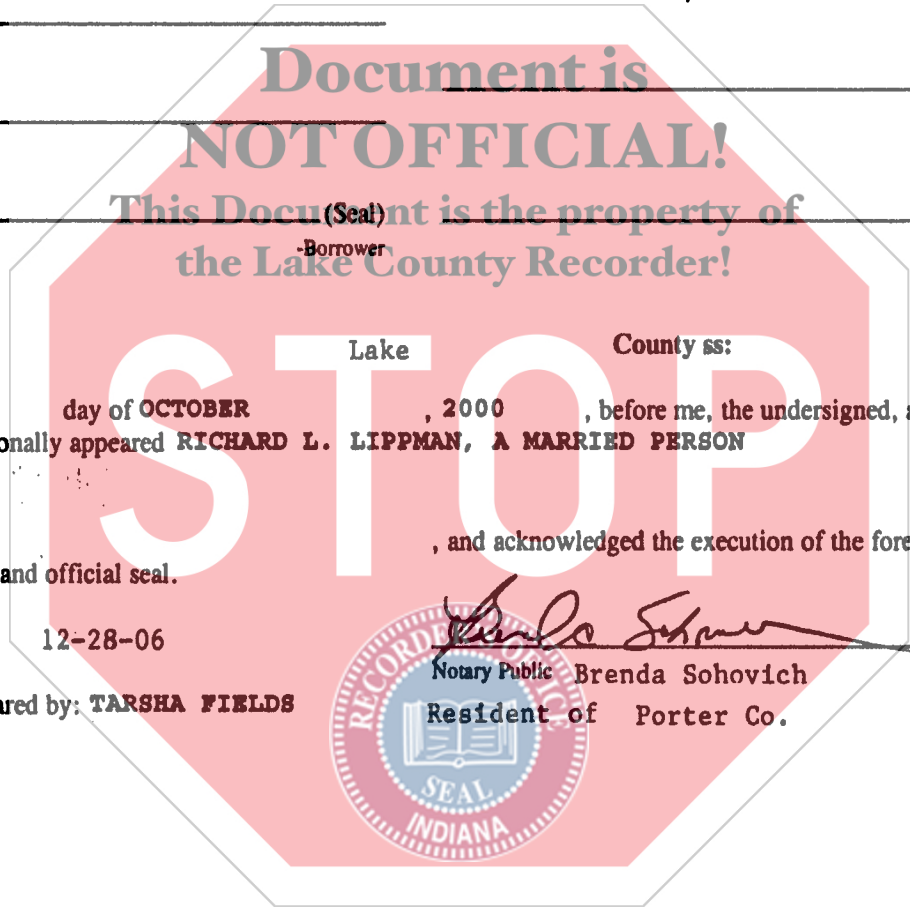 Document is
NOT OFFICIAL!
This Document is the property of
the Lake County Recorder!
(Seal)
-Borrower
STOP
Lake County ss:
day of OCTOBER , 2000 , before me, the undersigned, a
onally appeared RICHARD L. LIPPMAN, A MARRIED PERSON
, and acknowledged the execution of the fore
and official seal.
12-28-06
Notary Public Brenda Sohovich
ared by: TARSHA FIELDS
Resident of Porter Co.
RECORDER'S OFFICE
SEAL
INDIANA